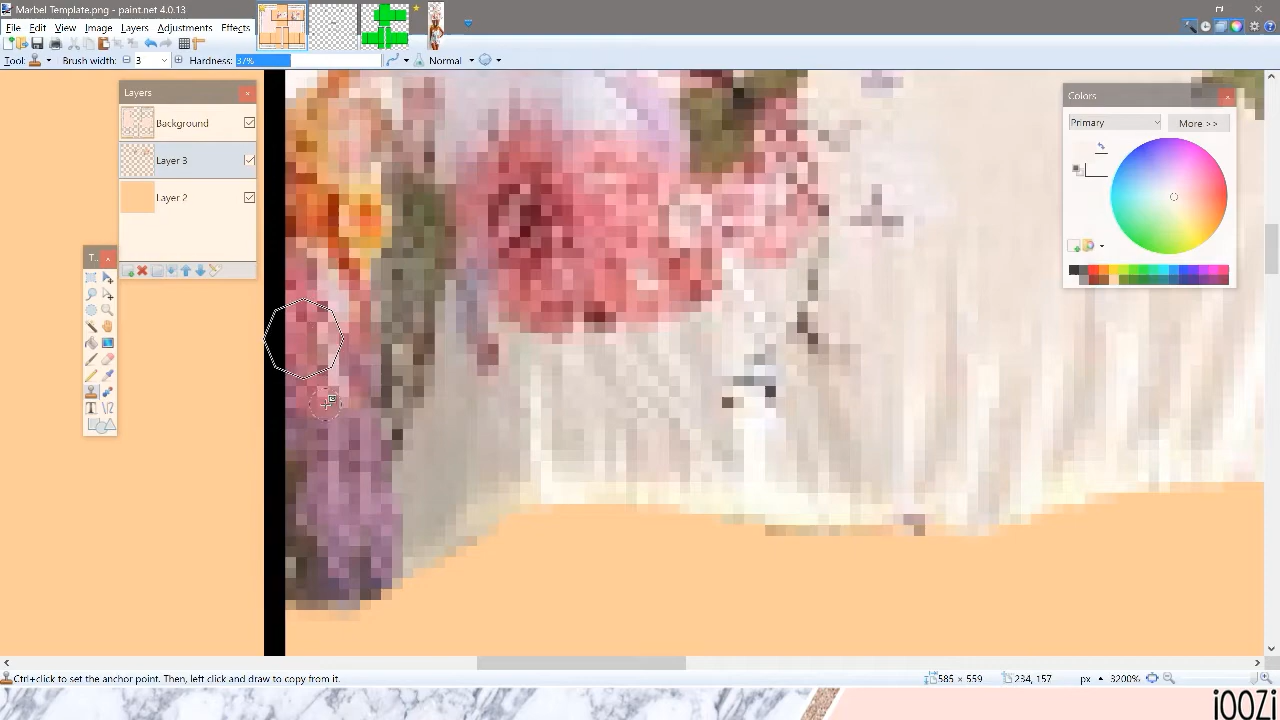 Marbel Template.png - paint.net 4.0.13
File Edit View Image Layers Adjustments Effects
Tool: Brush width: 3 Hardness: 37% Normal
Layers
Background
Layer 3
Layer 2
T...
Colors
Primary More >>
Ctrl+click to set the anchor point. Then, left click and draw to copy from it.
585 × 559 234, 157 px 3200%
iOOZi